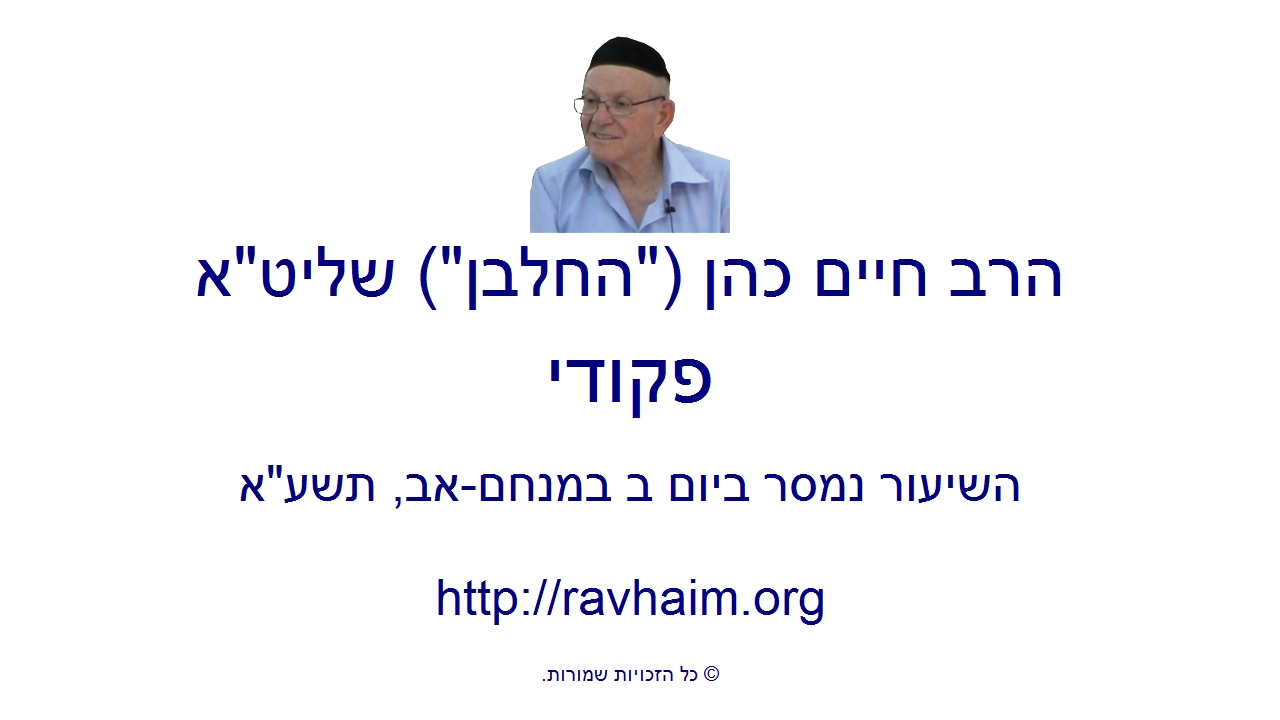 הרב חיים כהן ("החלבן") שליט"א
פקודי
השיעור נמסר ביום ב במנחם-אב, תשע"א
http://ravhaim.org
© כל הזכויות שמורות.